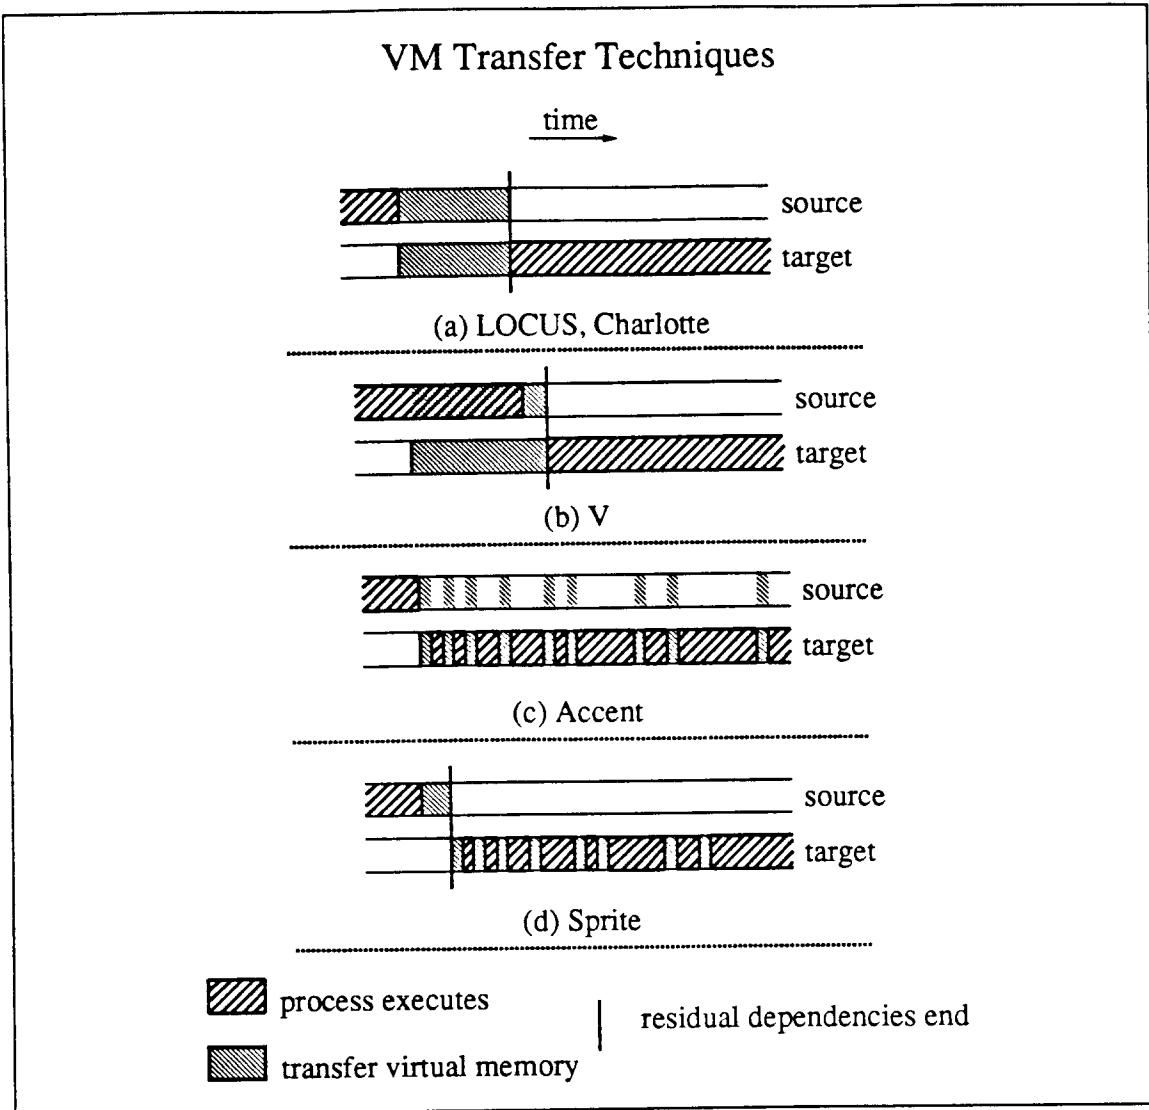 VM Transfer Techniques
time
source
target
(a) LOCUS, Charlotte
source
target
(b) V
source
target
(c) Accent
source
target
(d) Sprite
process executes
residual dependencies end
transfer virtual memory